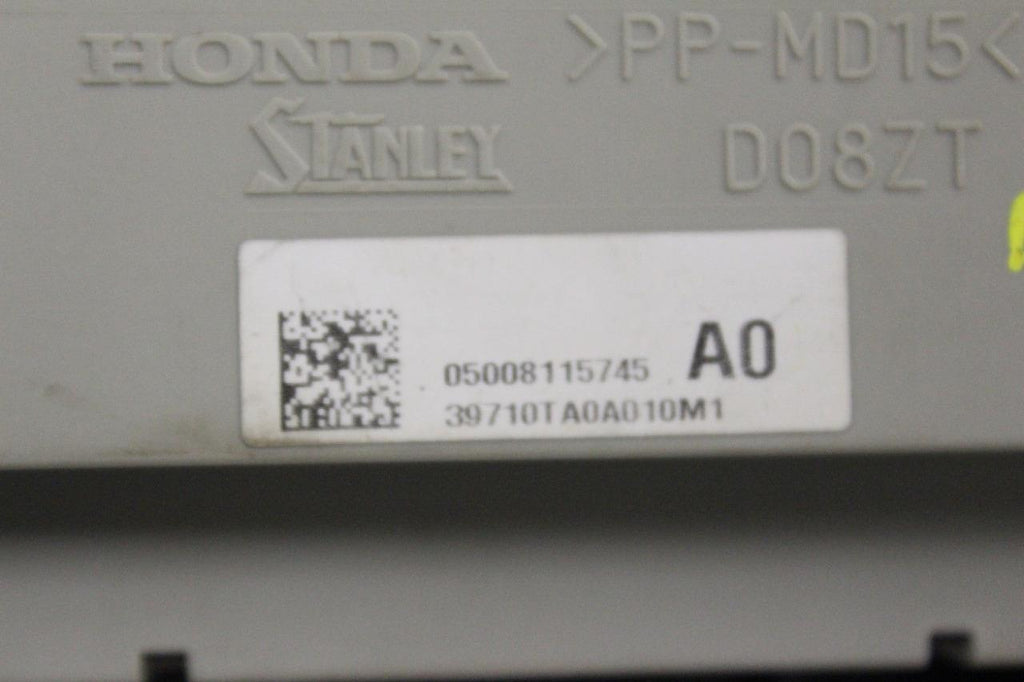 HONDA >PP-MD15<
STANLEY D08ZT
05008115745 A0
39710TA0A010M1